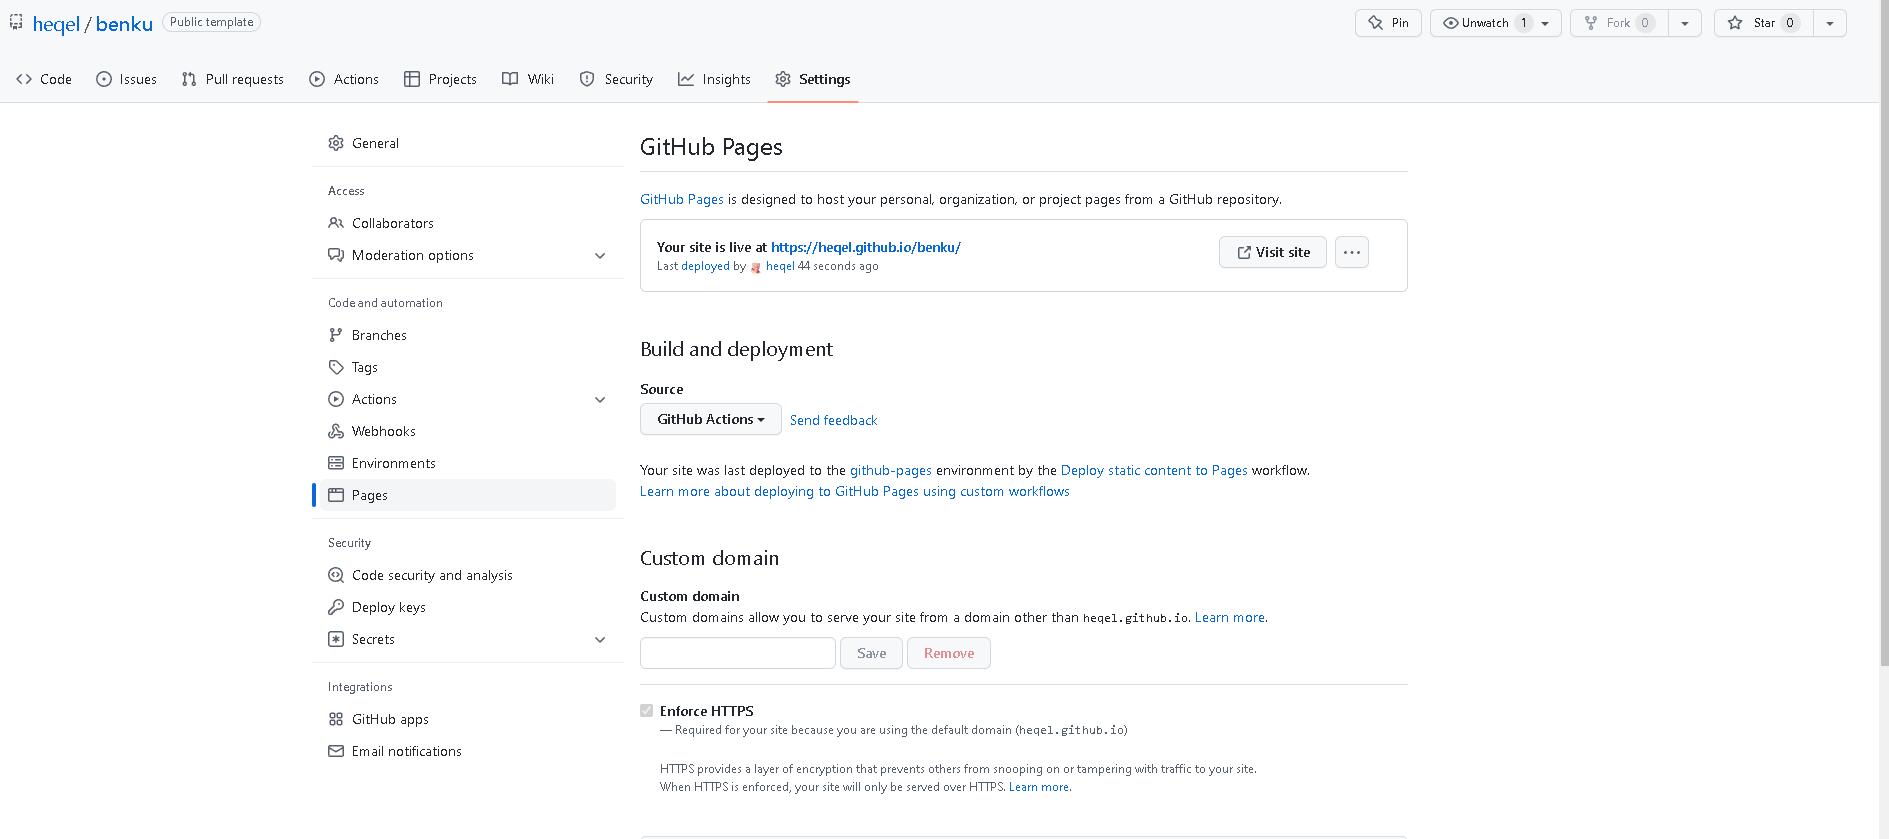 heqel / benku Public template
Pin
Unwatch 1
Fork 0
Star 0
Code
Issues
Pull requests
Actions
Projects
Wiki
Security
Insights
Settings
General
Access
Collaborators
Moderation options
Code and automation
Branches
Tags
Actions
Webhooks
Environments
Pages
Security
Code security and analysis
Deploy keys
Secrets
Integrations
GitHub apps
Email notifications
GitHub Pages
GitHub Pages is designed to host your personal, organization, or project pages from a GitHub repository.
Your site is live at https://heqel.github.io/benku/
Last deployed by heqel 44 seconds ago
Visit site
Build and deployment
Source
GitHub Actions
Send feedback
Your site was last deployed to the github-pages environment by the Deploy static content to Pages workflow.
Learn more about deploying to GitHub Pages using custom workflows
Custom domain
Custom domain
Custom domains allow you to serve your site from a domain other than heqel.github.io. Learn more.
Save
Remove
Enforce HTTPS
— Required for your site because you are using the default domain (heqel.github.io)
HTTPS provides a layer of encryption that prevents others from snooping on or tampering with traffic to your site.
When HTTPS is enforced, your site will only be served over HTTPS. Learn more.